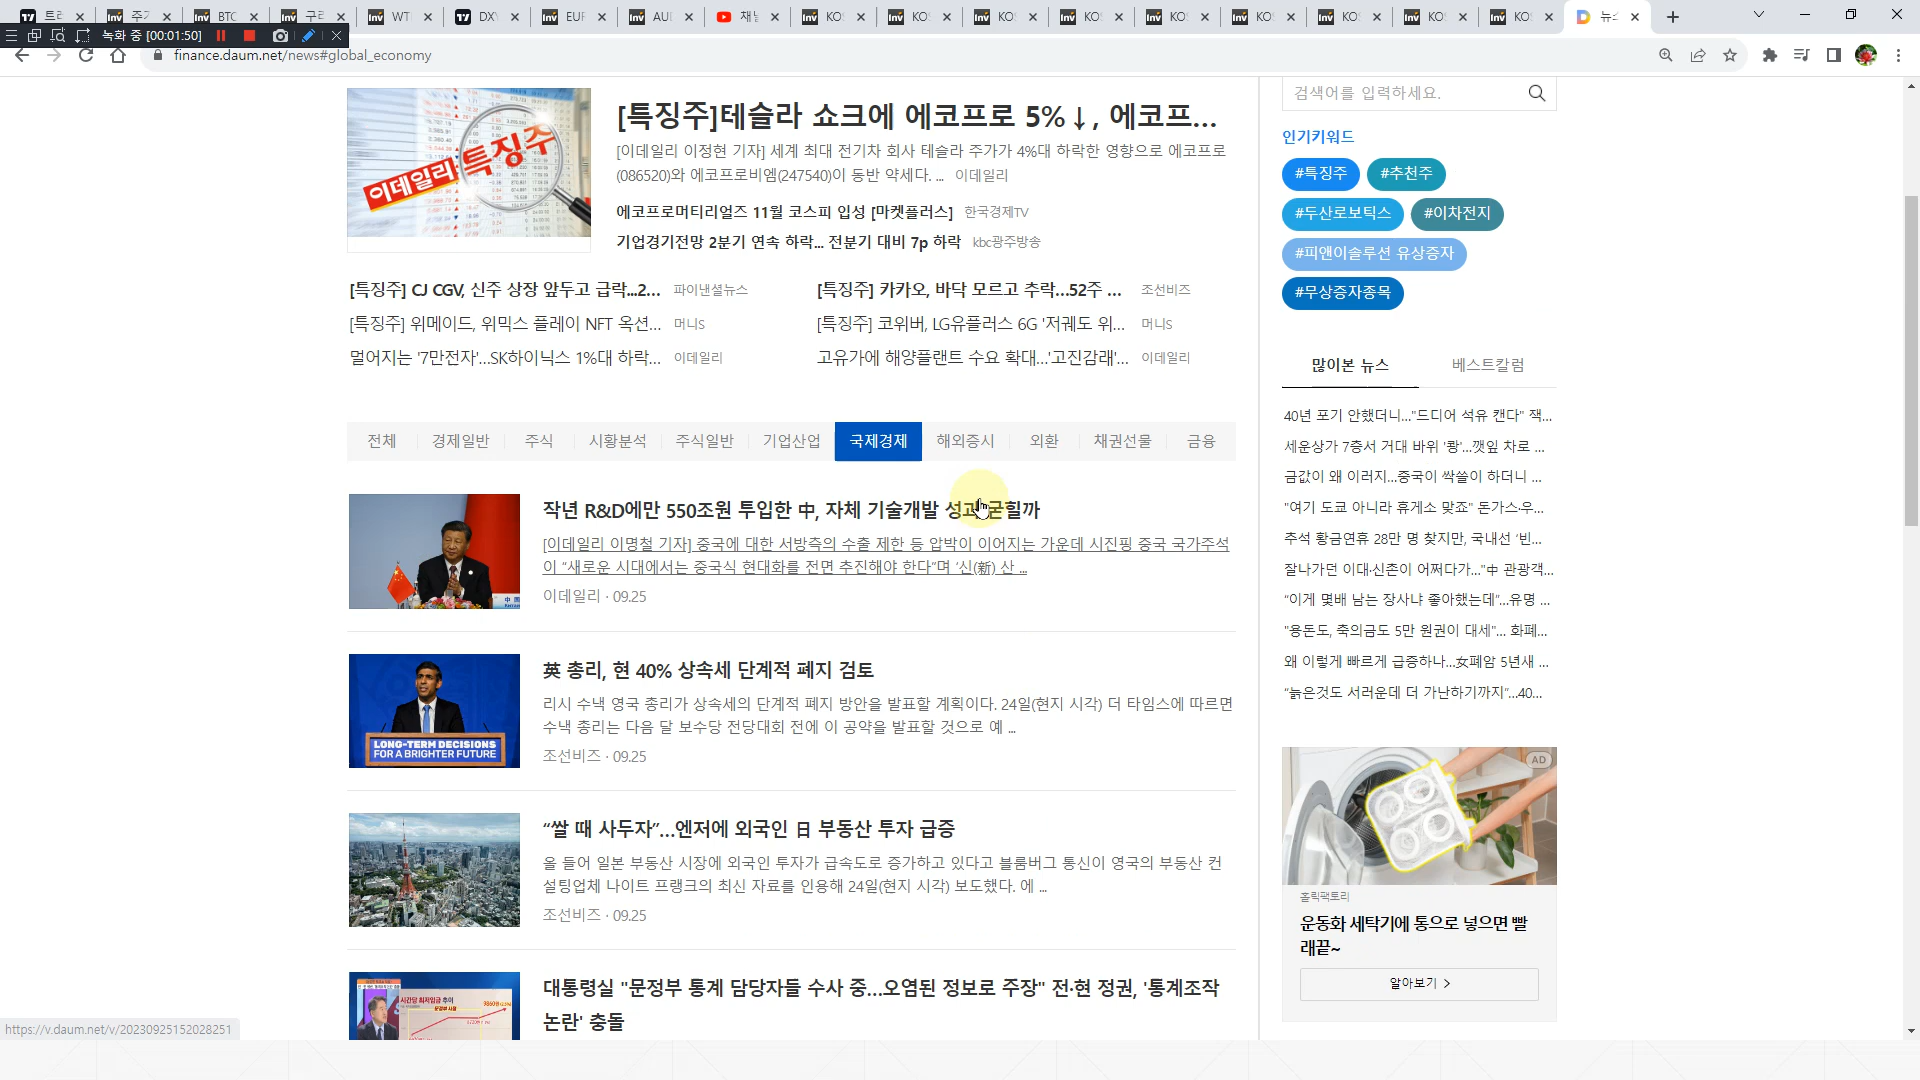 트리
주가
BTC
구리
WTI
DXY
EUR
AUD
채널
KOS
KOS
KOS
KOS
KOS
KOS
KOS
KOS
KOS
뉴스
녹화 중 [00:01:50]
finance.daum.net/news#global_economy
이데일리 특징주
[특징주]테슬라 쇼크에 에코프로 5%↓, 에코프...
[이데일리 이정현 기자] 세계 최대 전기차 회사 테슬라 주가가 4%대 하락한 영향으로 에코프로
(086520)와 에코프로비엠(247540)이 동반 약세다. ... 이데일리
에코프로머티리얼즈 11월 코스피 입성 [마켓플러스] 한국경제TV
기업경기전망 2분기 연속 하락... 전분기 대비 7p 하락 kbc광주방송
[특징주] CJ CGV, 신주 상장 앞두고 급락...2... 파이낸셜뉴스
[특징주] 카카오, 바닥 모르고 추락…52주 ... 조선비즈
[특징주] 위메이드, 위믹스 플레이 NFT 옥션... 머니S
[특징주] 코위버, LG유플러스 6G '저궤도 위... 머니S
멀어지는 '7만전자'…SK하이닉스 1%대 하락... 이데일리
고유가에 해양플랜트 수요 확대…'고진감래'... 이데일리
전체 경제일반 주식 시황분석 주식일반 기업산업 국제경제 해외증시 외환 채권선물 금융
작년 R&D에만 550조원 투입한 中, 자체 기술개발 성과 굳힐까
[이데일리 이명철 기자] 중국에 대한 서방측의 수출 제한 등 압박이 이어지는 가운데 시진핑 중국 국가주석
이 “새로운 시대에서는 중국식 현대화를 전면 추진해야 한다”며 ‘신(新) 산 ...
이데일리 · 09.25
LONG-TERM DECISIONS
FOR A BRIGHTER FUTURE
英 총리, 현 40% 상속세 단계적 폐지 검토
리시 수낵 영국 총리가 상속세의 단계적 폐지 방안을 발표할 계획이다. 24일(현지 시각) 더 타임스에 따르면
수낵 총리는 다음 달 보수당 전당대회 전에 이 공약을 발표할 것으로 예 ...
조선비즈 · 09.25
“쌀 때 사두자”…엔저에 외국인 日 부동산 투자 급증
올 들어 일본 부동산 시장에 외국인 투자가 급속도로 증가하고 있다고 블룸버그 통신이 영국의 부동산 컨
설팅업체 나이트 프랭크의 최신 자료를 인용해 24일(현지 시각) 보도했다. 에 ...
조선비즈 · 09.25
시간당 최저임금 추이
대통령실 "문정부 통계 담당자들 수사 중…오염된 정보로 주장" 전·현 정권, '통계조작
논란' 충돌
https://v.daum.net/v/20230925152028251
검색어를 입력하세요.
인기키워드
#특징주 #추천주
#두산로보틱스 #이차전지
#피앤이솔루션 유상증자
#무상증자종목
많이본 뉴스 베스트칼럼
40년 포기 안했더니…"드디어 석유 캔다" 잭...
세운상가 7층서 거대 바위 '쾅'…깻잎 차로 ...
금값이 왜 이러지…중국이 싹쓸이 하더니 ...
"여기 도쿄 아니라 휴게소 맞죠" 돈가스·우...
추석 황금연휴 28만 명 찾지만, 국내선 ‘빈...
잘나가던 이대·신촌이 어쩌다가…"中 관광객...
“이게 몇배 남는 장사냐 좋아했는데”…유명 ...
"용돈도, 축의금도 5만 원권이 대세"... 화폐...
왜 이렇게 빠르게 급증하나…女폐암 5년새 ...
“늙은것도 서러운데 더 가난하기까지”…40...
AD
홀릭팩토리
운동화 세탁기에 통으로 넣으면 빨
래끝~
알아보기 >